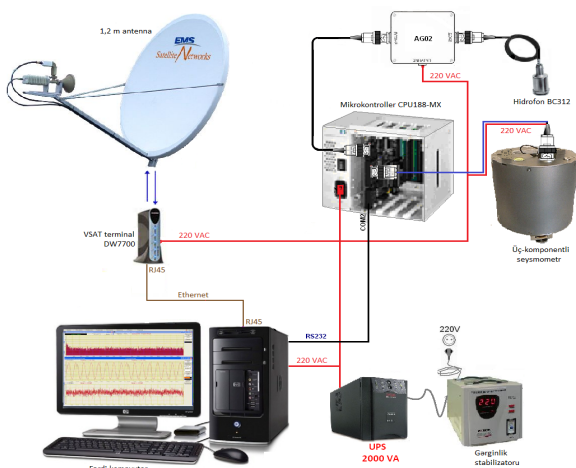 1,2 m antenna
EMS
Satellite Networks
AG02
220 VAC
Hidrofon BC312
Mikrokontroller CPU188-MX
220 VAC
COM2
Üç-komponentli
seysmometr
VSAT terminal
DW7700
220 VAC
RJ45
Ethernet
RJ45
RS232
220 VAC
220V
UPS
2000 VA
Gərginlik
stabilizatoru